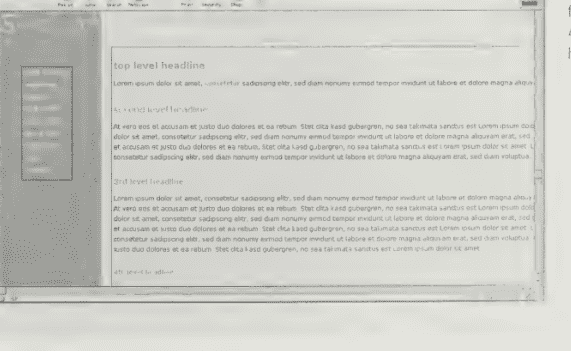 Print Security Stop
top level headline
Lorem ipsum dolor sit amet, consetetur sadipscing elitr, sed diam nonumy eirmod tempor invidunt ut labore et dolore magna
second level headline
At vero eos et accusam et justo duo dolores et ea rebum. Stet clita kasd gubergren, no sea takimata sanctus est Lorem ipsum
dolor sit amet, consetetur sadipscing elitr, sed diam nonumy eirmod tempor invidunt ut labore et dolore magna aliquyam erat, sed
et accusam et justo duo dolores et ea rebum. Stet clita kasd gubergren, no sea takimata sanctus est Lorem ipsum dolor sit amet.
consetetur sadipscing elitr, sed diam nonumy eirmod tempor invidunt ut labore et dolore magna aliquyam erat, sed diam voluptua.
3rd level headline
Lorem ipsum dolor sit amet, consetetur sadipscing elitr, sed diam nonumy eirmod tempor invidunt ut labore et dolore magna
At vero eos et accusam et justo duo dolores et ea rebum. Stet clita kasd gubergren, no sea takimata sanctus est Lorem ipsum
dolor sit amet, consetetur sadipscing elitr, sed diam nonumy eirmod tempor invidunt ut labore et dolore magna aliquyam erat, sed
et accusam et justo duo dolores et ea rebum. Stet clita kasd gubergren, no sea takimata sanctus est Lorem ipsum dolor sit amet.
consetetur sadipscing elitr, sed diam nonumy eirmod tempor invidunt ut labore et dolore magna aliquyam erat, sed diam voluptua.
justo duo dolores et ea rebum. Stet clita kasd gubergren, no sea takimata sanctus est Lorem ipsum dolor sit amet.
4th level headline